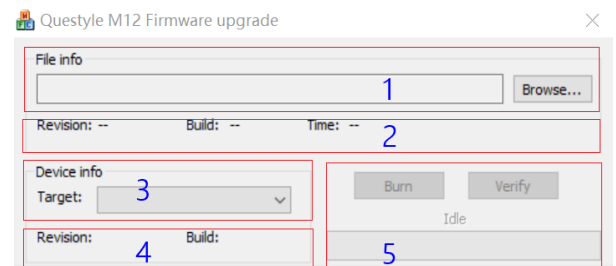 Questyle M12 Firmware upgrade
File info
1
Browse...
Revision: --
Build: --
Time: --
2
Device info
Target:
3
Revision:
Build:
4
Burn
Verify
Idle
5